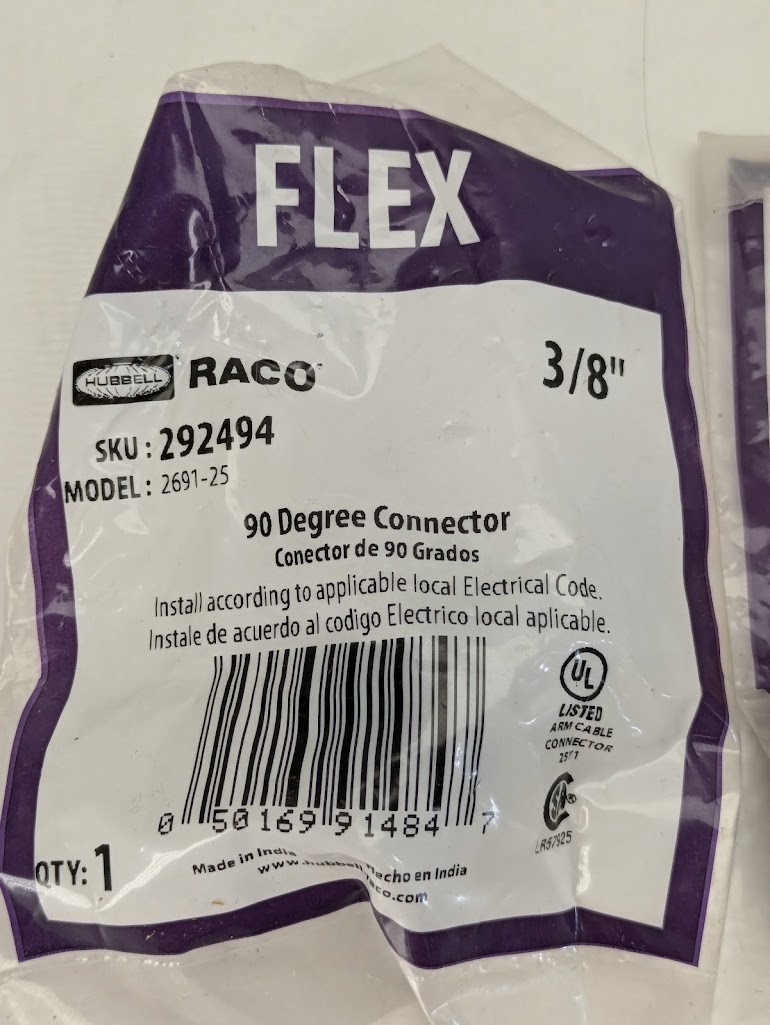 FLEX
HUBBELL RACO
3/8"
SKU: 292494
MODEL: 2691-25
90 Degree Connector
Conector de 90 Grados
Install according to applicable local Electrical Code.
Instale de acuerdo al codigo Electrico local aplicable.
UL
LISTED
ARM CABLE
CONNECTOR
0 50169 91484 7
LR57925
QTY: 1
Made in India Hecho en India